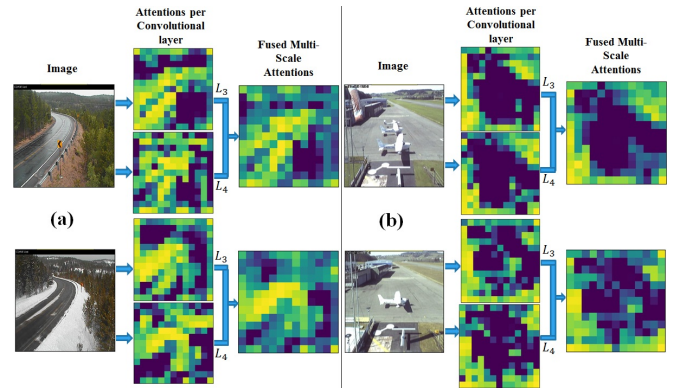 Attentions per
Convolutional
layer
Image
Fused Multi-
Scale
Attentions
L3
L4
(a)
L3
L4
Attentions per
Convolutional
layer
Image
Fused Multi-
Scale
Attentions
L3
L4
(b)
L3
L4